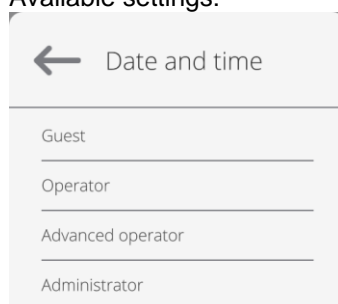 Available settings:
Date and time
Guest
Operator
Advanced operator
Administrator